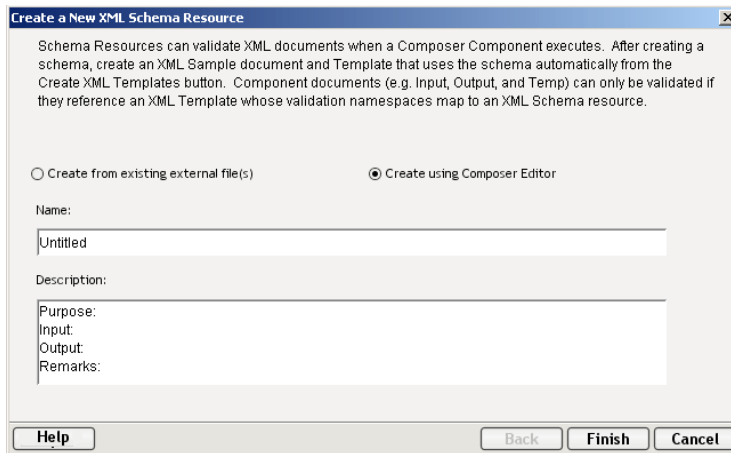 Create a New XML Schema Resource
Schema Resources can validate XML documents when a Composer Component executes. After creating a
schema, create an XML Sample document and Template that uses the schema automatically from the
Create XML Templates button. Component documents (e.g. Input, Output, and Temp) can only be validated if
they reference an XML Template whose validation namespaces map to an XML Schema resource.
Create from existing external file(s) Create using Composer Editor
Name:
Untitled
Description:
Purpose:
Input:
Output:
Remarks:
Help Back Finish Cancel